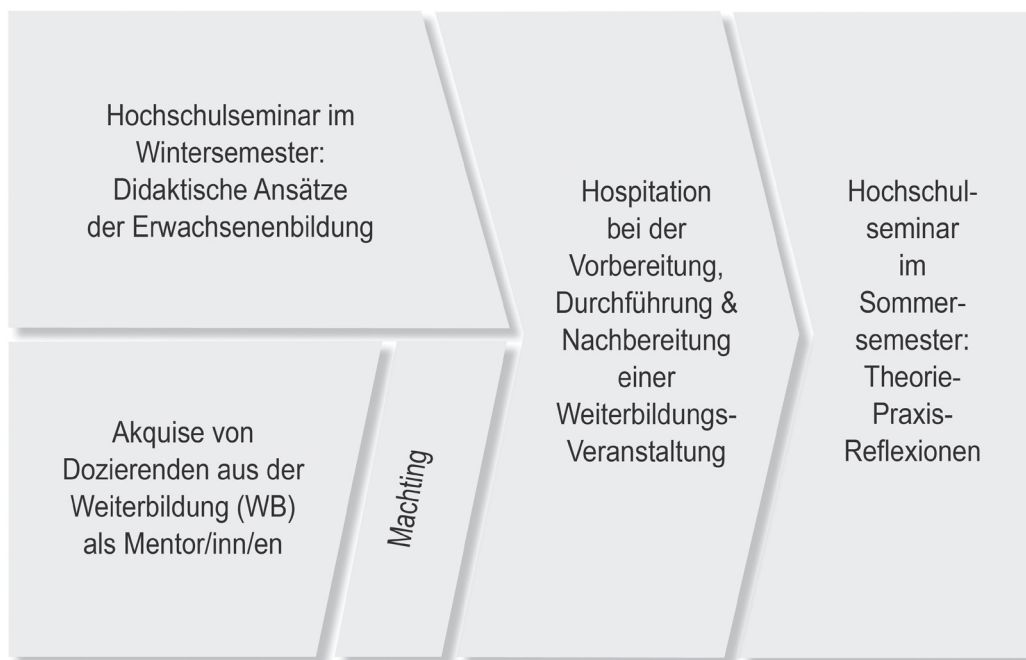 Hochschulseminar im
Wintersemester:
Didaktische Ansätze
der Erwachsenenbildung
Akquise von
Dozierenden aus der
Weiterbildung (WB)
als Mentor/inn/en
Machting
Hospitation
bei der
Vorbereitung,
Durchführung &
Nachbereitung
einer
Weiterbildungs-
Veranstaltung
Hochschul-
seminar
im
Sommer-
semester:
Theorie-
Praxis-
Reflexionen